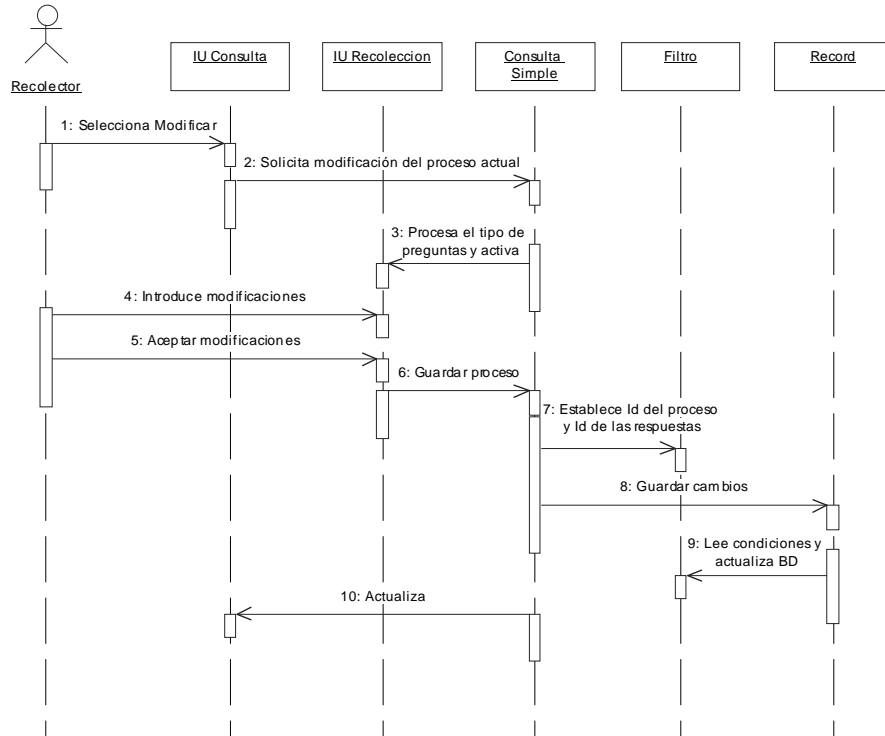 Recolector
IU Consulta
IU Recoleccion
Consulta
Simple
Filtro
Record
1: Selecciona Modificar
2: Solicita modificación del proceso actual
3: Procesa el tipo de
preguntas y activa
4: Introduce modificaciones
5: Aceptar modificaciones
6: Guardar proceso
7: Establece Id del proceso
y Id de las respuestas
8: Guardar cambios
9: Lee condiciones y
actualiza BD
10: Actualiza